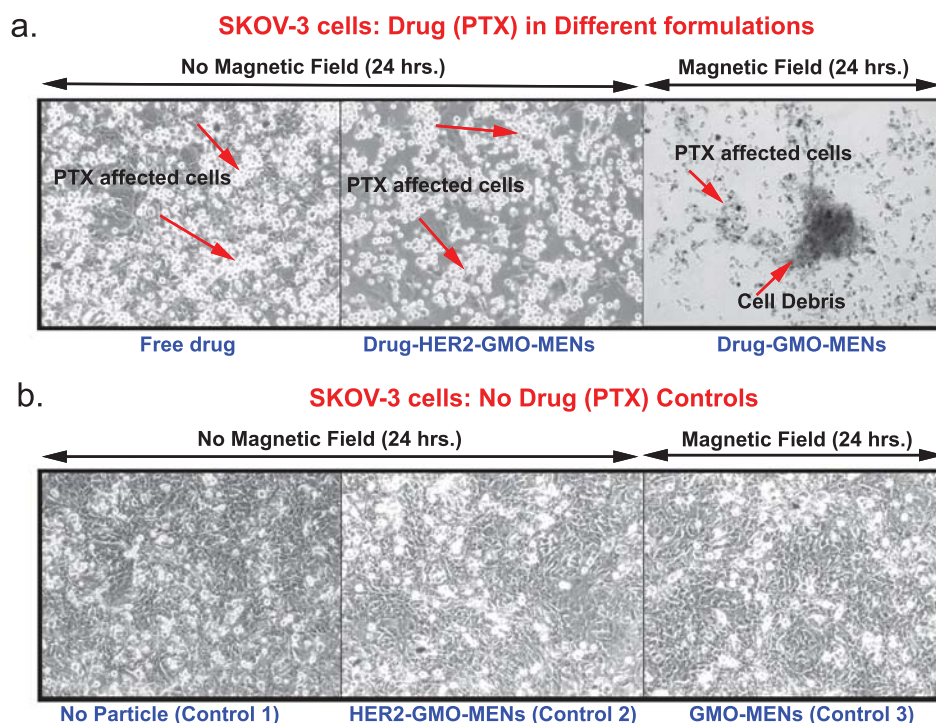 a.
SKOV-3 cells: Drug (PTX) in Different formulations
No Magnetic Field (24 hrs.)
Magnetic Field (24 hrs.)
PTX affected cells
PTX affected cells
PTX affected cells
Cell Debris
Free drug
Drug-HER2-GMO-MENs
Drug-GMO-MENs
b.
SKOV-3 cells: No Drug (PTX) Controls
No Magnetic Field (24 hrs.)
Magnetic Field (24 hrs.)
No Particle (Control 1)
HER2-GMO-MENs (Control 2)
GMO-MENs (Control 3)